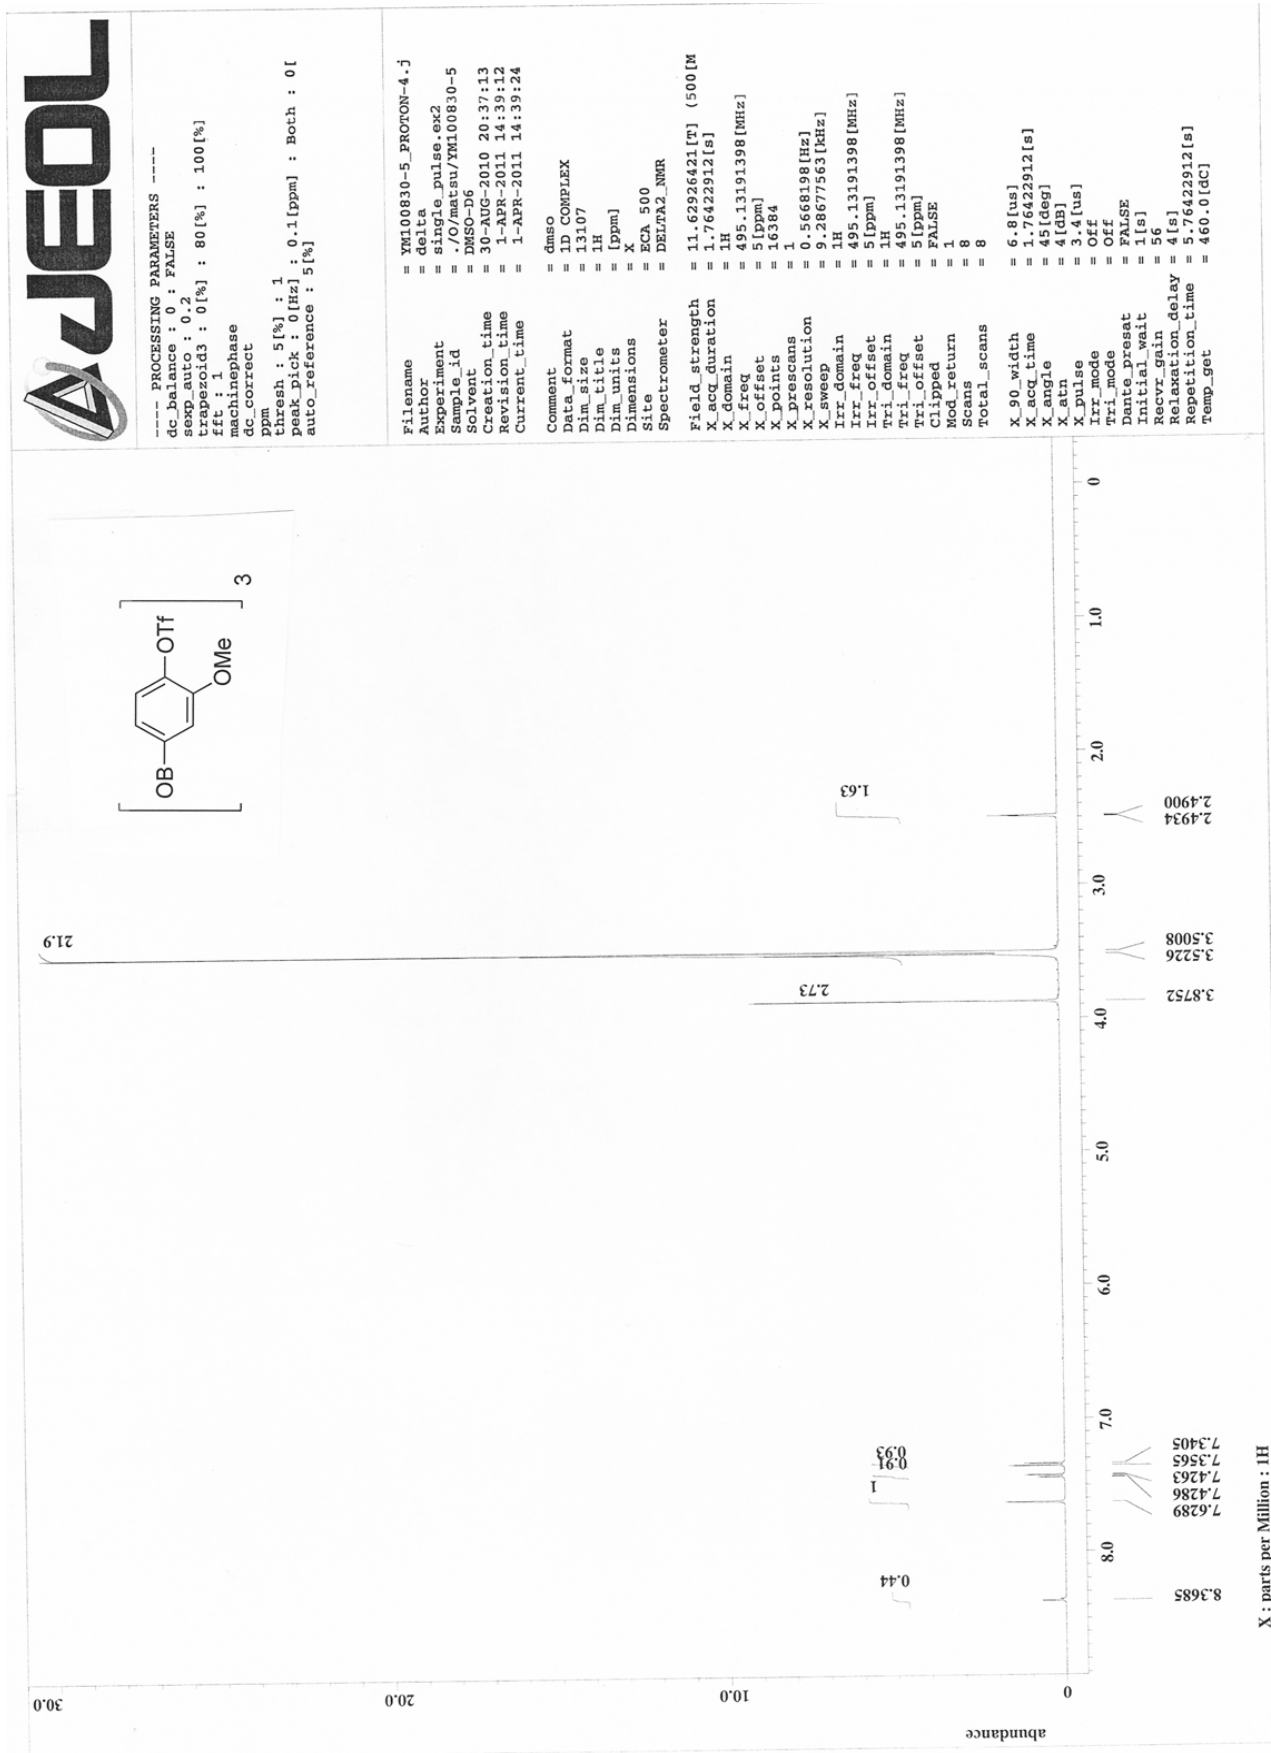 JEOL
---- PROCESSING PARAMETERS ----
dc_balance : 0 : FALSE
sexp_auto : 0.2
trapezoid3 : 0[%] : 80[%] : 100[%]
fft : 1
machinephase
dc_correct
ppm
thresh : 5[%] : 1
peak_pick : 0[Hz] : 0.1[ppm] : Both : 0[
auto_reference : 5[%]
Filename = YM100830-5_PROTON-4.j
Author = delta
Experiment = single_pulse.ex2
Sample_id = ./O/matsu/YM100830-5
Solvent = DMSO-D6
Creation_time = 30-AUG-2010 20:37:13
Revision_time = 1-APR-2011 14:39:12
Current_time = 1-APR-2011 14:39:24
Comment = dmso
Data_format = 1D COMPLEX
Dim_size = 13107
Dim_title = 1H
Dim_units = [ppm]
Dimensions = X
Site = ECA 500
Spectrometer = DELTA2_NMR
Field_strength = 11.62926421[T] (500[M
X_acq_duration = 1.76422912[s]
X_domain = 1H
X_freq = 495.13191398[MHz]
X_offset = 5[ppm]
X_points = 16384
X_prescans = 1
X_resolution = 0.5668198[Hz]
X_sweep = 9.28677563[kHz]
Irr_domain = 1H
Irr_freq = 495.13191398[MHz]
Irr_offset = 5[ppm]
Tri_domain = 1H
Tri_freq = 495.13191398[MHz]
Tri_offset = 5[ppm]
Clipped = FALSE
Mod_return = 1
Scans = 8
Total_scans = 8
X_90_width = 6.8[us]
X_acq_time = 1.76422912[s]
X_angle = 45[deg]
X_atn = 4[dB]
X_pulse = 3.4[us]
Irr_mode = Off
Tri_mode = Off
Dante_presat = FALSE
Initial_wait = 1[s]
Recvr_gain = 56
Relaxation_delay = 4[s]
Repetition_time = 5.76422912[s]
Temp_get = 460.0[dC]
OB
OTf
OMe
3
30.0
20.0
10.0
0
abundance
0.44
1
0.91
0.93
2.73
21.9
1.63
8.0
7.0
6.0
5.0
4.0
3.0
2.0
1.0
0
8.3685
7.6289
7.4286
7.4263
7.3565
7.3405
3.8752
3.5226
3.5008
2.4934
2.4900
X : parts per Million : 1H